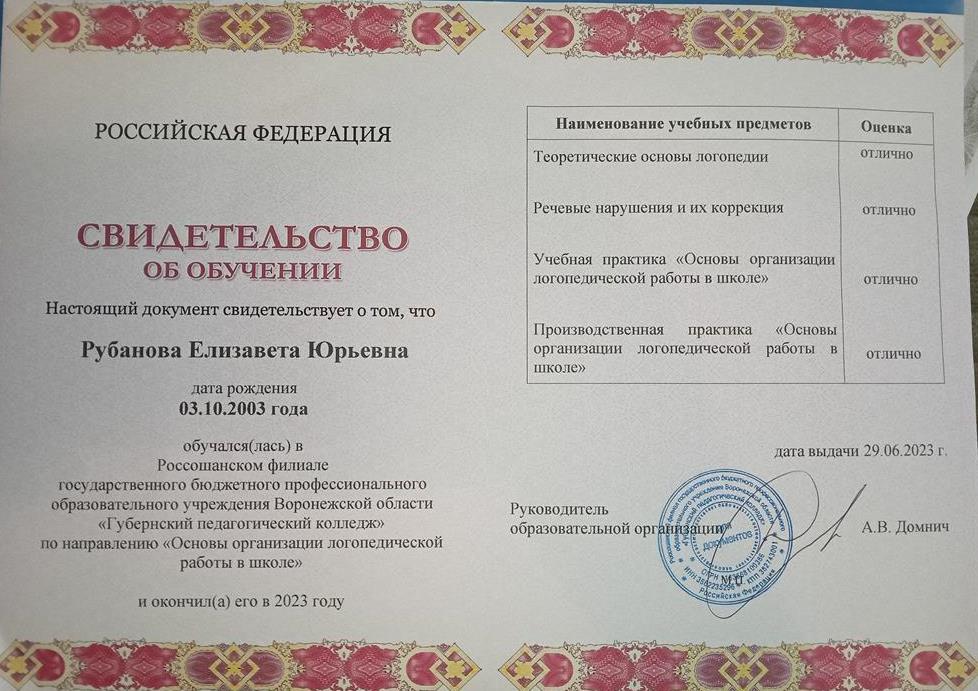 РОССИЙСКАЯ ФЕДЕРАЦИЯ
СВИДЕТЕЛЬСТВО
ОБ ОБУЧЕНИИ
Настоящий документ свидетельствует о том, что
Рубанова Елизавета Юрьевна
дата рождения
03.10.2003 года
обучался(лась) в
Россошанском филиале
государственного бюджетного профессионального
образовательного учреждения Воронежской области
«Губернский педагогический колледж»
по направлению «Основы организации логопедической
работы в школе»
и окончил(а) его в 2023 году
Наименование учебных предметов Оценка
Теоретические основы логопедии отлично
Речевые нарушения и их коррекция отлично
Учебная практика «Основы организации
логопедической работы в школе» отлично
Производственная практика «Основы
организации логопедической работы в отлично
школе»
дата выдачи 29.06.2023 г.
Руководитель
образовательной организации
А.В. Домнич
М.П.
для
документов
Российская Федерация